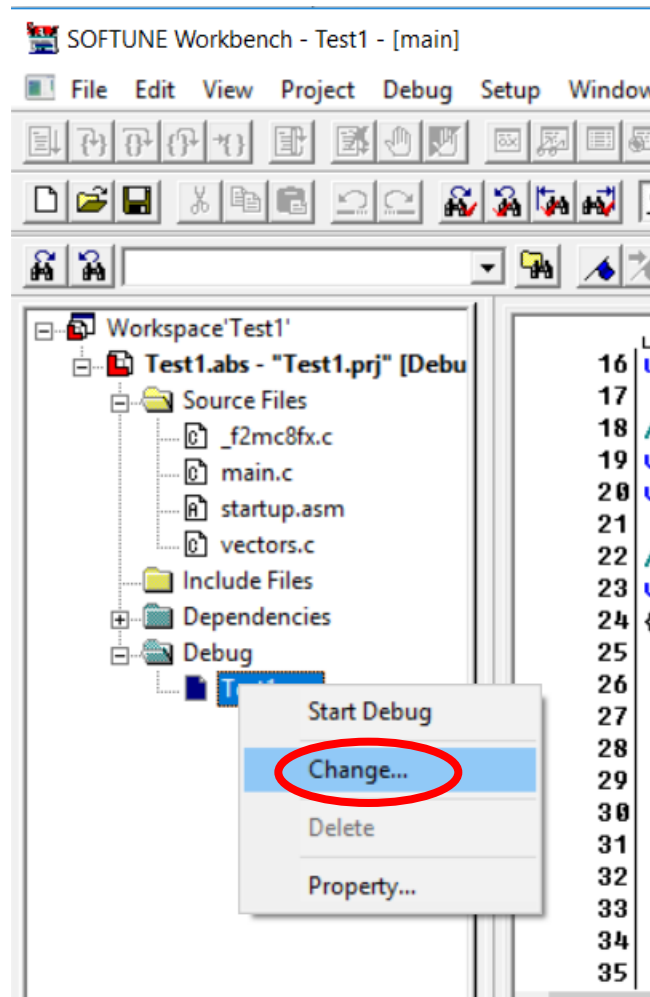 SOFTUNE Workbench - Test1 - [main]
File Edit View Project Debug Setup Window
Workspace'Test1'
Test1.abs - "Test1.prj" [Debu
Source Files
_f2mc8fx.c
main.c
startup.asm
vectors.c
Include Files
Dependencies
Debug
Start Debug
Change...
Delete
Property...
16
17
18
19
20
21
22
23
24 {
25
26
27
28
29
30
31
32
33
34
35